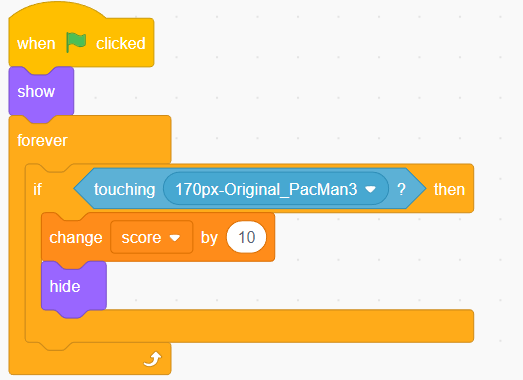 when clicked
show
forever
if touching 170px-Original_PacMan3 ? then
change score by 10
hide